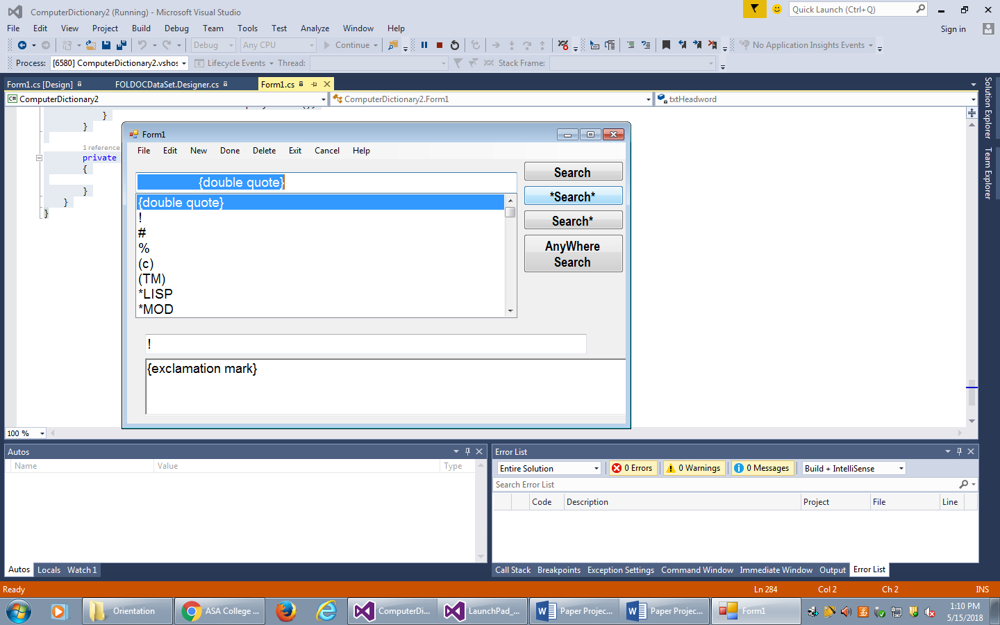 ComputerDictionary2 (Running) - Microsoft Visual Studio
Quick Launch (Ctrl+Q)
File Edit View Project Build Debug Team Tools Test Analyze Window Help
Sign in
Debug Any CPU Continue No Application Insights Events
Process: [6580] ComputerDictionary2.vshos Lifecycle Events Thread: Stack Frame:
Form1.cs [Design] FOLDOCDataSet.Designer.cs Form1.cs
C# ComputerDictionary2 ComputerDictionary2.Form1 txtHeadword
}
}
1 reference
private
{
}
}
}
Form1
File Edit New Done Delete Exit Cancel Help
{double quote}
Search
*Search*
Search*
AnyWhere
Search
{double quote}
!
#
%
(c)
(TM)
*LISP
*MOD
!
{exclamation mark}
Solution Explorer
Team Explorer
100 %
Autos
Name Value Type
Autos Locals Watch 1
Error List
Entire Solution 0 Errors 0 Warnings 0 Messages Build + IntelliSense
Search Error List
Code Description Project File Line
Call Stack Breakpoints Exception Settings Command Window Immediate Window Output Error List
Ready Ln 284 Col 2 Ch 2 INS
Orientation ASA College ... ComputerDi... LaunchPad_... Paper Projec... Paper Projec... Form1
1:10 PM
5/15/2018